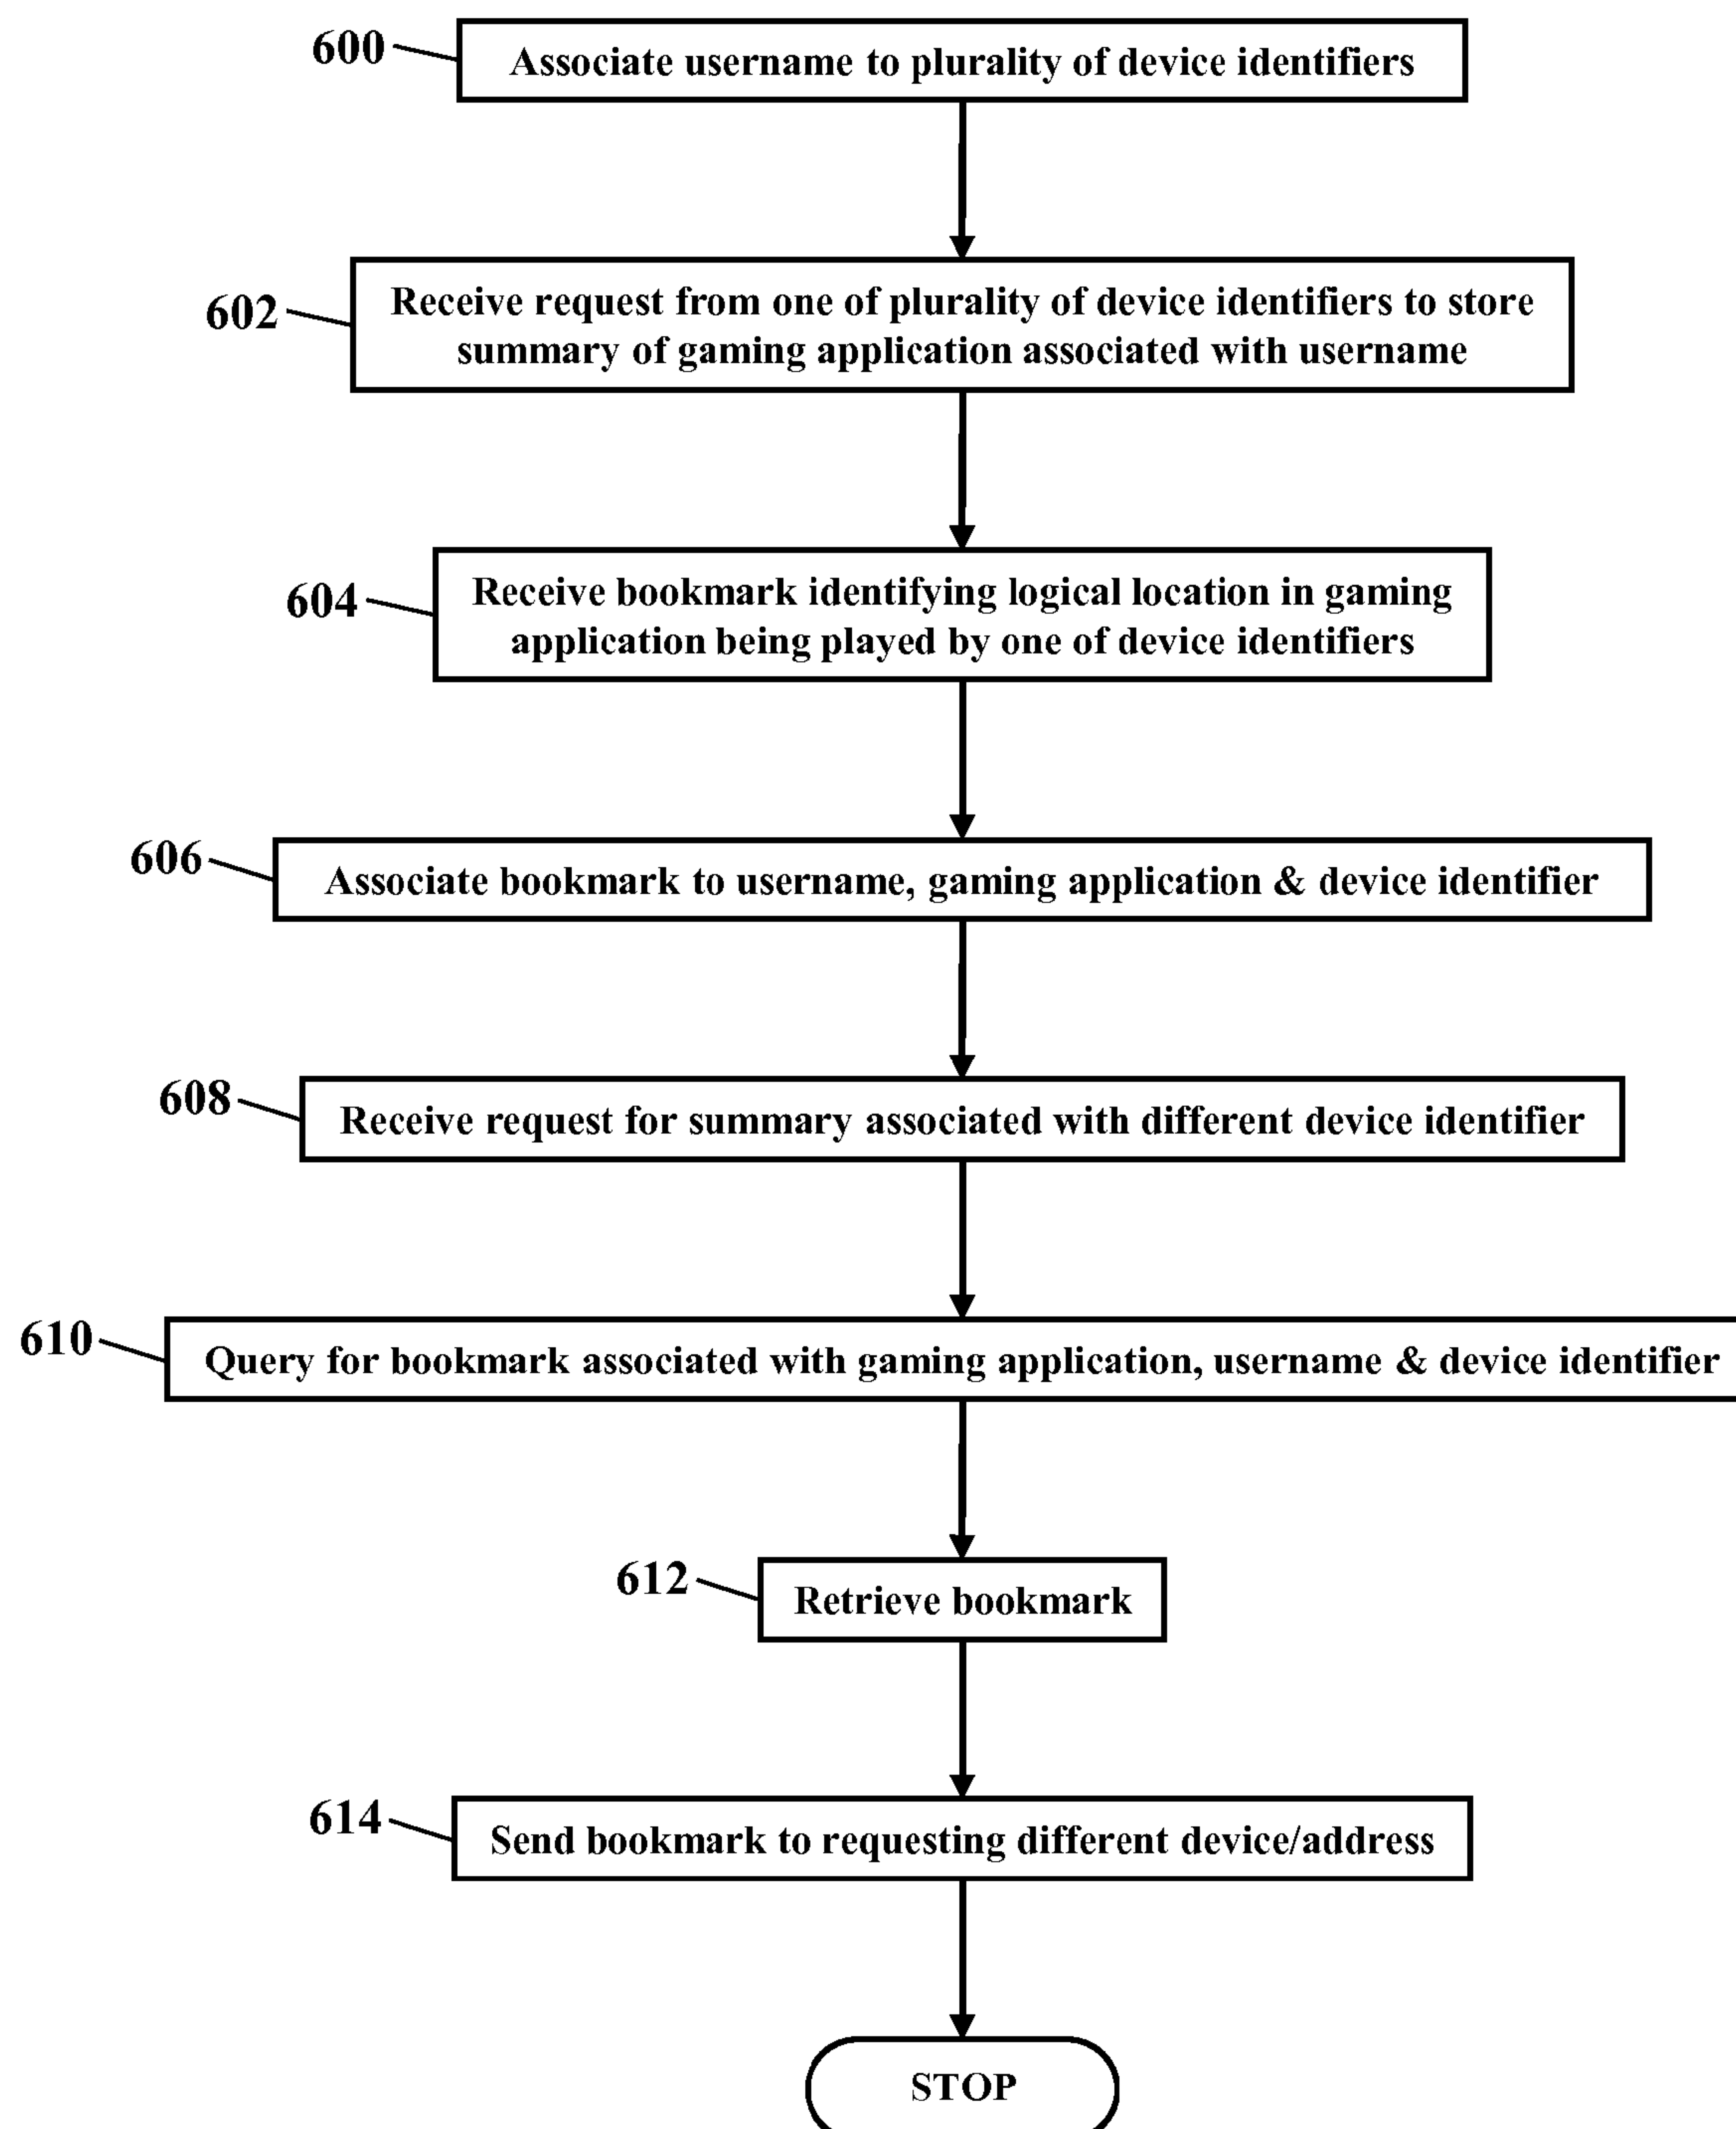 600
Associate username to plurality of device identifiers
602
Receive request from one of plurality of device identifiers to store
summary of gaming application associated with username
604
Receive bookmark identifying logical location in gaming
application being played by one of device identifiers
606
Associate bookmark to username, gaming application & device identifier
608
Receive request for summary associated with different device identifier
610
Query for bookmark associated with gaming application, username & device identifier
612
Retrieve bookmark
614
Send bookmark to requesting different device/address
STOP